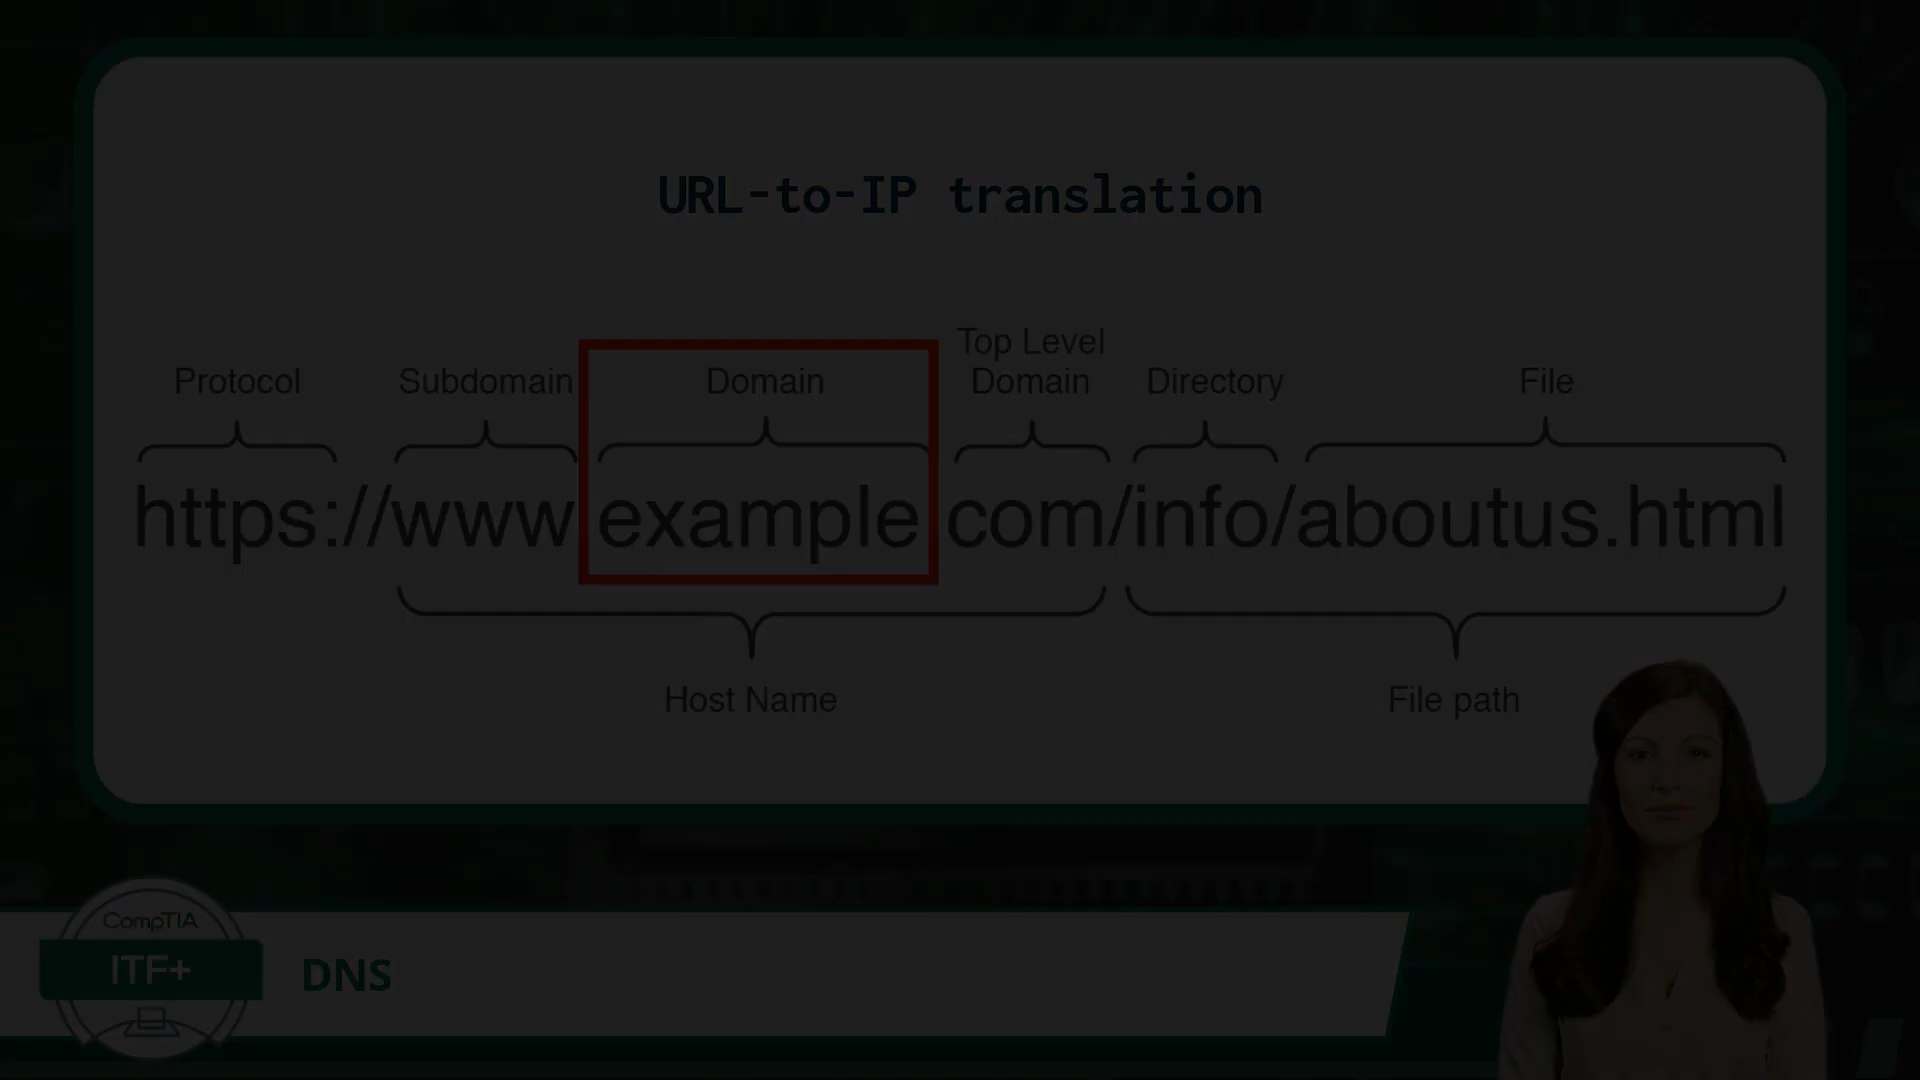 URL-to-IP translation
Protocol Subdomain Domain Top Level Domain Directory File
https://www example com/info/aboutus.html
Host Name File path
CompTIA
ITF+
DNS